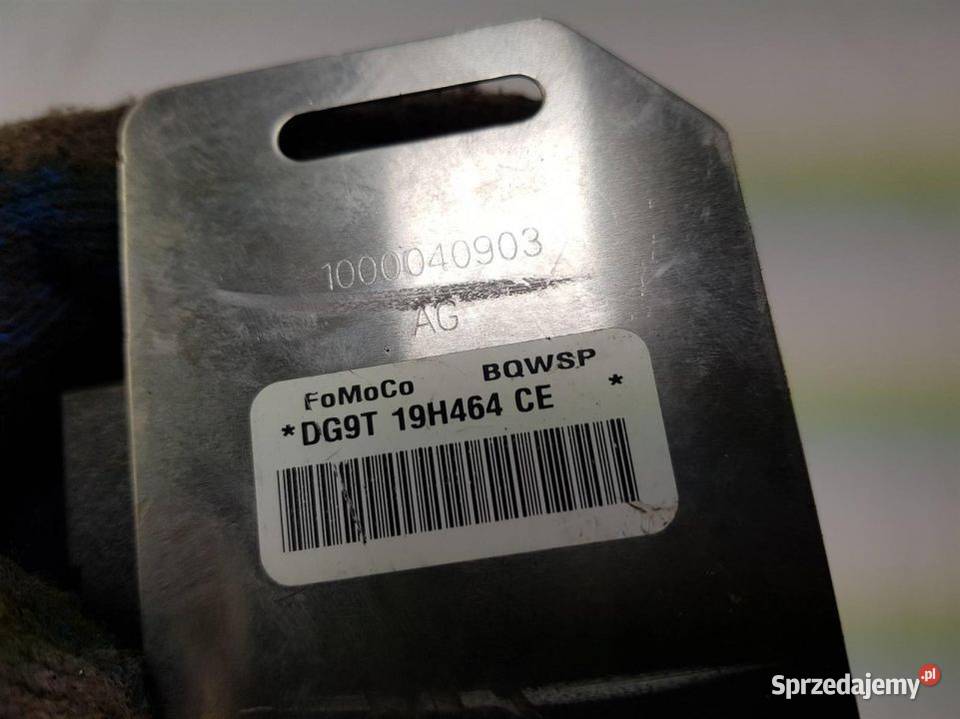 1000040903
AG
FoMoCo BQWSP
*DG9T 19H464 CE *
Sprzedajemy.pl